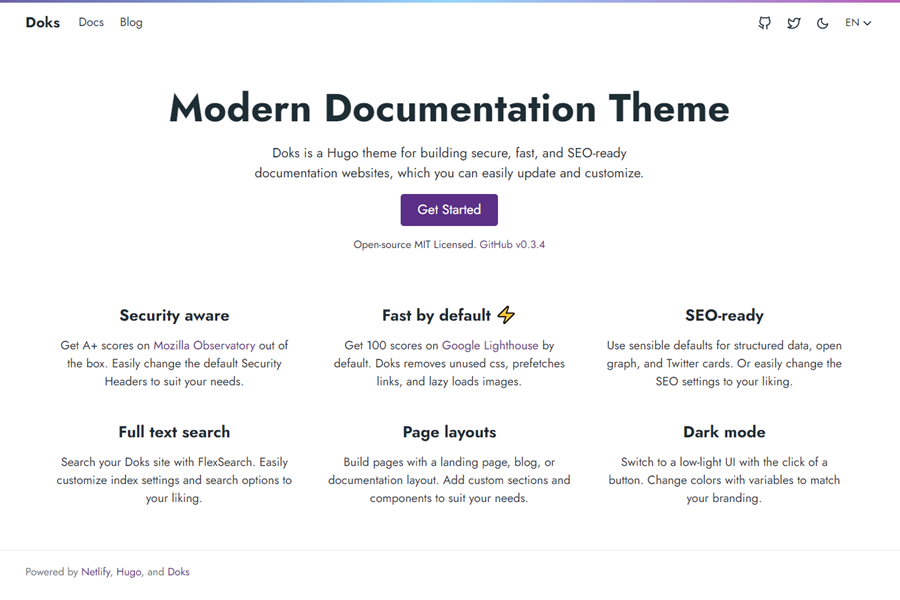 Doks Docs Blog EN
Modern Documentation Theme
Doks is a Hugo theme for building secure, fast, and SEO-ready
documentation websites, which you can easily update and customize.
Get Started
Open-source MIT Licensed. GitHub v0.3.4
Security aware
Get A+ scores on Mozilla Observatory out of
the box. Easily change the default Security
Headers to suit your needs.
Fast by default ⚡
Get 100 scores on Google Lighthouse by
default. Doks removes unused css, prefetches
links, and lazy loads images.
SEO-ready
Use sensible defaults for structured data, open
graph, and Twitter cards. Or easily change the
SEO settings to your liking.
Full text search
Search your Doks site with FlexSearch. Easily
customize index settings and search options to
your liking.
Page layouts
Build pages with a landing page, blog, or
documentation layout. Add custom sections and
components to suit your needs.
Dark mode
Switch to a low-light UI with the click of a
button. Change colors with variables to match
your branding.
Powered by Netlify, Hugo, and Doks